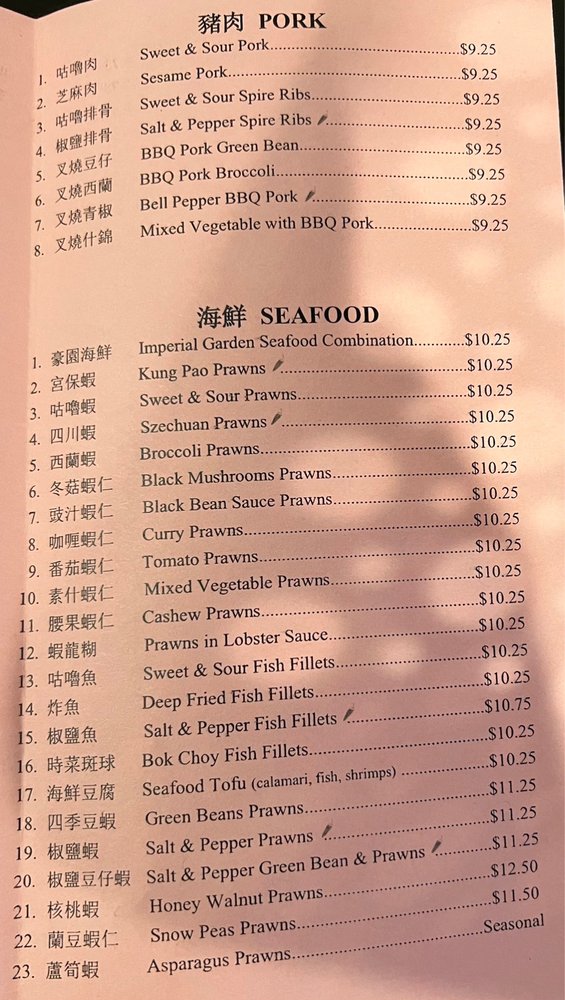 豬肉 PORK
1. 咕嚕肉 Sweet & Sour Pork $9.25
2. 芝麻肉 Sesame Pork $9.25
3. 咕嚕排骨 Sweet & Sour Spire Ribs $9.25
4. 椒鹽排骨 Salt & Pepper Spire Ribs $9.25
5. 叉燒豆仔 BBQ Pork Green Bean $9.25
6. 叉燒西蘭 BBQ Pork Broccoli $9.25
7. 叉燒青椒 Bell Pepper BBQ Pork $9.25
8. 叉燒什錦 Mixed Vegetable with BBQ Pork $9.25
海鮮 SEAFOOD
1. 豪園海鮮 Imperial Garden Seafood Combination $10.25
2. 宮保蝦 Kung Pao Prawns $10.25
3. 咕嚕蝦 Sweet & Sour Prawns $10.25
4. 四川蝦 Szechuan Prawns $10.25
5. 西蘭蝦 Broccoli Prawns $10.25
6. 冬菇蝦仁 Black Mushrooms Prawns $10.25
7. 豉汁蝦仁 Black Bean Sauce Prawns $10.25
8. 咖喱蝦仁 Curry Prawns $10.25
9. 番茄蝦仁 Tomato Prawns $10.25
10. 素什蝦仁 Mixed Vegetable Prawns $10.25
11. 腰果蝦仁 Cashew Prawns $10.25
12. 蝦龍糊 Prawns in Lobster Sauce $10.25
13. 咕嚕魚 Sweet & Sour Fish Fillets $10.25
14. 炸魚 Deep Fried Fish Fillets $10.25
15. 椒鹽魚 Salt & Pepper Fish Fillets $10.75
16. 時菜斑球 Bok Choy Fish Fillets $10.25
17. 海鮮豆腐 Seafood Tofu (calamari, fish, shrimps) $10.25
18. 四季豆蝦 Green Beans Prawns $11.25
19. 椒鹽蝦 Salt & Pepper Prawns $11.25
20. 椒鹽豆仔蝦 Salt & Pepper Green Bean & Prawns $11.25
21. 核桃蝦 Honey Walnut Prawns $12.50
22. 蘭豆蝦仁 Snow Peas Prawns $11.50
23. 蘆筍蝦 Asparagus Prawns Seasonal